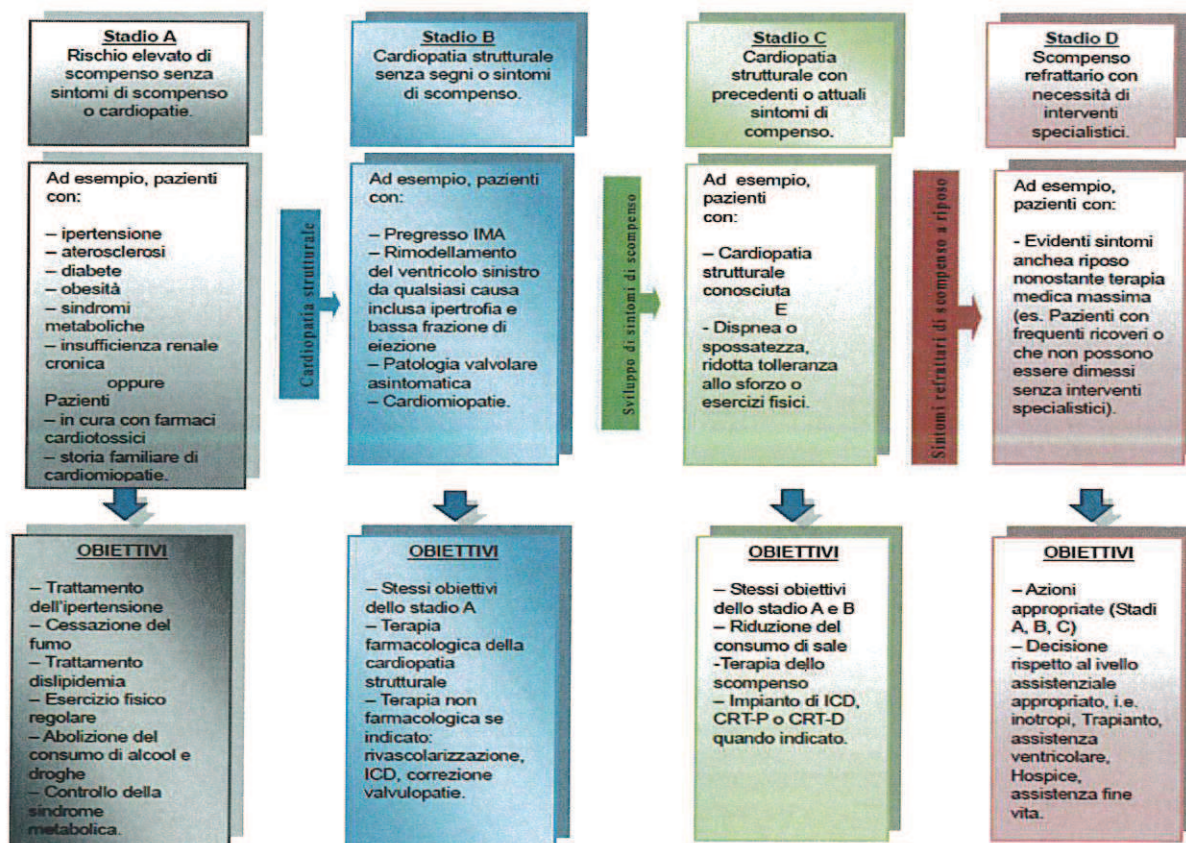 Stadio A
Rischio elevato di
scompenso senza
sintomi di scompenso
o cardiopatie.
Stadio B
Cardiopatia strutturale
senza segni o sintomi
di scompenso.
Stadio C
Cardiopatia
strutturale con
precedenti o attuali
sintomi di
compenso.
Stadio D
Scompenso
refrattario con
necessità di
interventi
specialistici.
Ad esempio, pazienti
con:
– ipertensione
– aterosclerosi
– diabete
– obesità
– sindromi
metaboliche
– insufficienza renale
cronica
oppure
Pazienti
– in cura con farmaci
cardiotossici
– storia familiare di
cardiomiopatie.
Cardiopatia strutturale
Ad esempio, pazienti
con:
– Pregresso IMA
– Rimodellamento
del ventricolo sinistro
da qualsiasi causa
inclusa ipertrofia e
bassa frazione di
eiezione
– Patologia valvolare
asintomatica
– Cardiomiopatie.
Sviluppo di sintomi di scompenso
Ad esempio,
pazienti
con:
– Cardiopatia
strutturale
conosciuta
E
- Dispnea o
spossatezza,
ridotta tolleranza
allo sforzo o
esercizi fisici.
Sintomi refrattari di scompenso a riposo
Ad esempio,
pazienti con:
- Evidenti sintomi
anchea riposo
nonostante terapia
medica massima
(es. Pazienti con
frequenti ricoveri o
che non possono
essere dimessi
senza interventi
specialistici).
OBIETTIVI
– Trattamento
dell'ipertensione
– Cessazione del
fumo
– Trattamento
dislipidemia
– Esercizio fisico
regolare
– Abolizione del
consumo di alcool e
droghe
– Controllo della
sindrome
metabolica.
OBIETTIVI
– Stessi obiettivi
dello stadio A
– Terapia
farmacologica della
cardiopatia
strutturale
– Terapia non
farmacologica se
indicato:
rivascolarizzazione,
ICD, correzione
valvulopatie.
OBIETTIVI
– Stessi obiettivi
dello stadio A e B
– Riduzione del
consumo di sale
-Terapia dello
scompenso
– Impianto di ICD,
CRT-P o CRT-D
quando indicato.
OBIETTIVI
– Azioni
appropriate (Stadi
A, B, C)
– Decisione
rispetto al ivello
assistenziale
appropriato, i.e.
inotropi, Trapianto,
assistenza
ventricolare,
Hospice,
assistenza fine
vita.